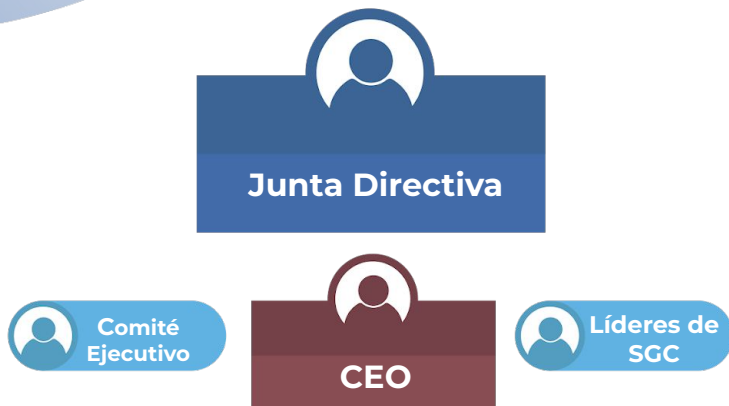 Junta Directiva
Comité
Ejecutivo
CEO
Líderes de
SGC